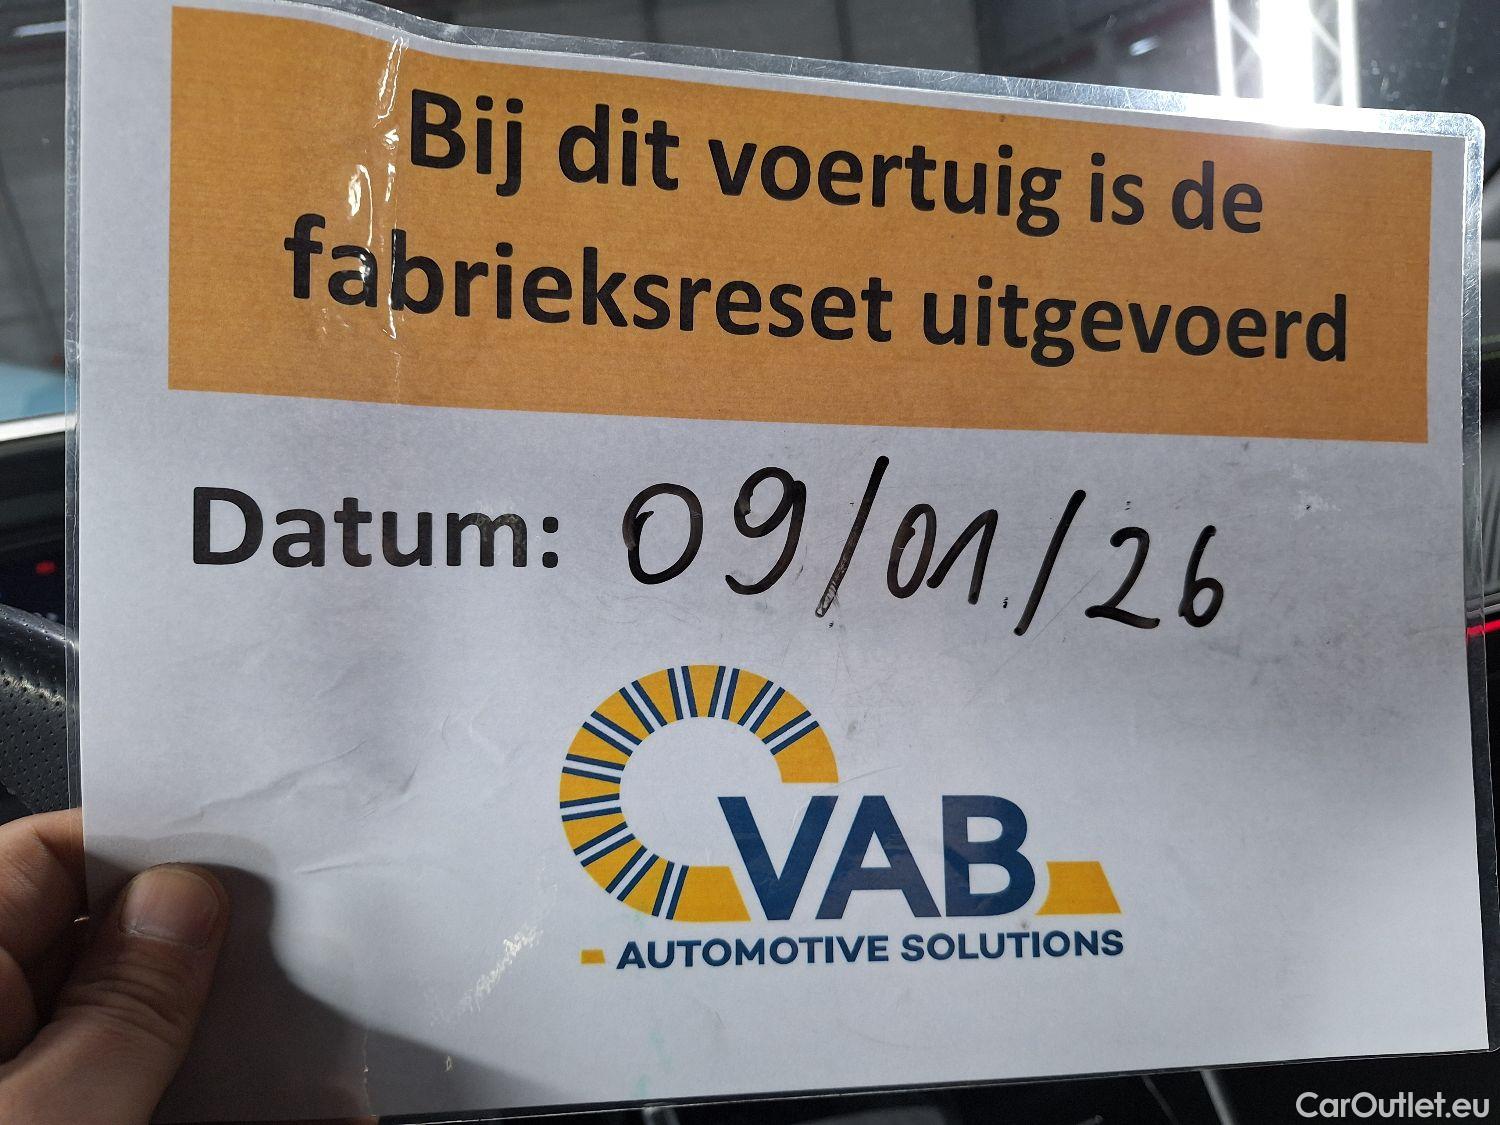 Bij dit voertuig is de
fabrieksreset uitgevoerd
Datum: 09/01/26
VAB
AUTOMOTIVE SOLUTIONS
CarOutlet.eu